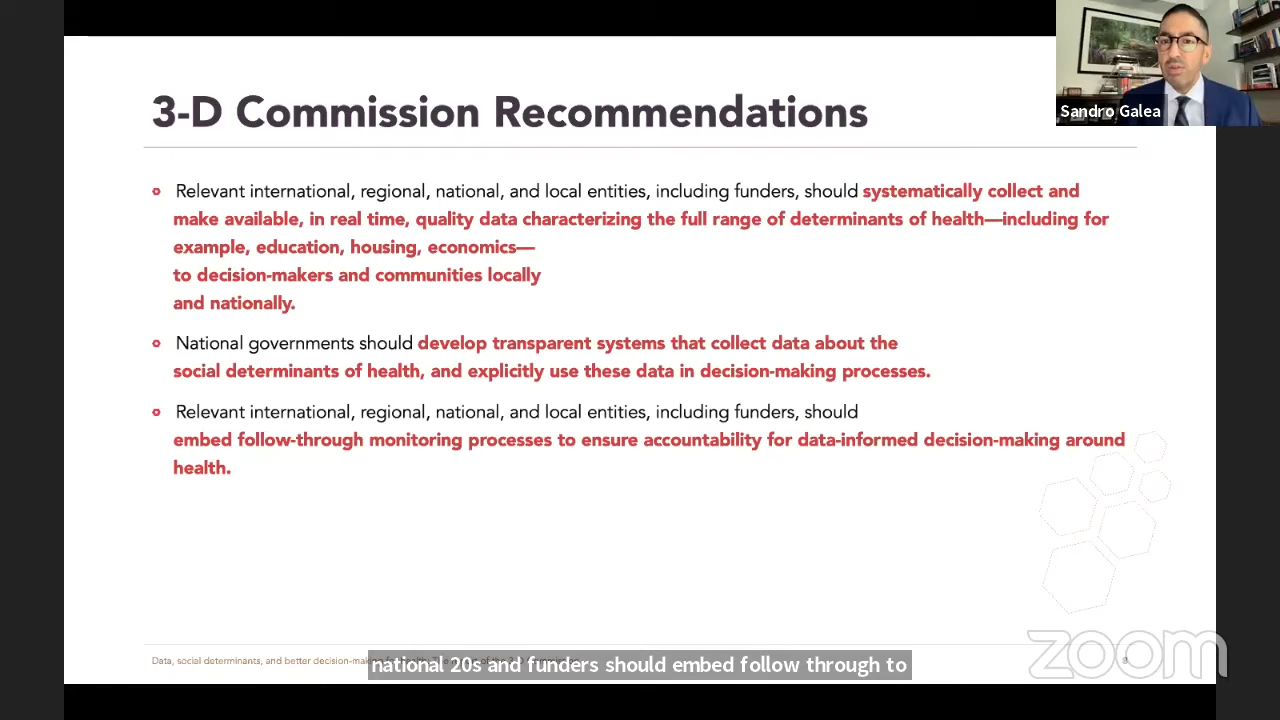 3-D Commission Recommendations
Sandro Galea
Relevant international, regional, national, and local entities, including funders, should systematically collect and
make available, in real time, quality data characterizing the full range of determinants of health—including for
example, education, housing, economics—
to decision-makers and communities locally
and nationally.
National governments should develop transparent systems that collect data about the
social determinants of health, and explicitly use these data in decision-making processes.
Relevant international, regional, national, and local entities, including funders, should
embed follow-through monitoring processes to ensure accountability for data-informed decision-making around
health.
Data, social determinants, and better decision-making
national 20s and funders should embed follow through to
zoom